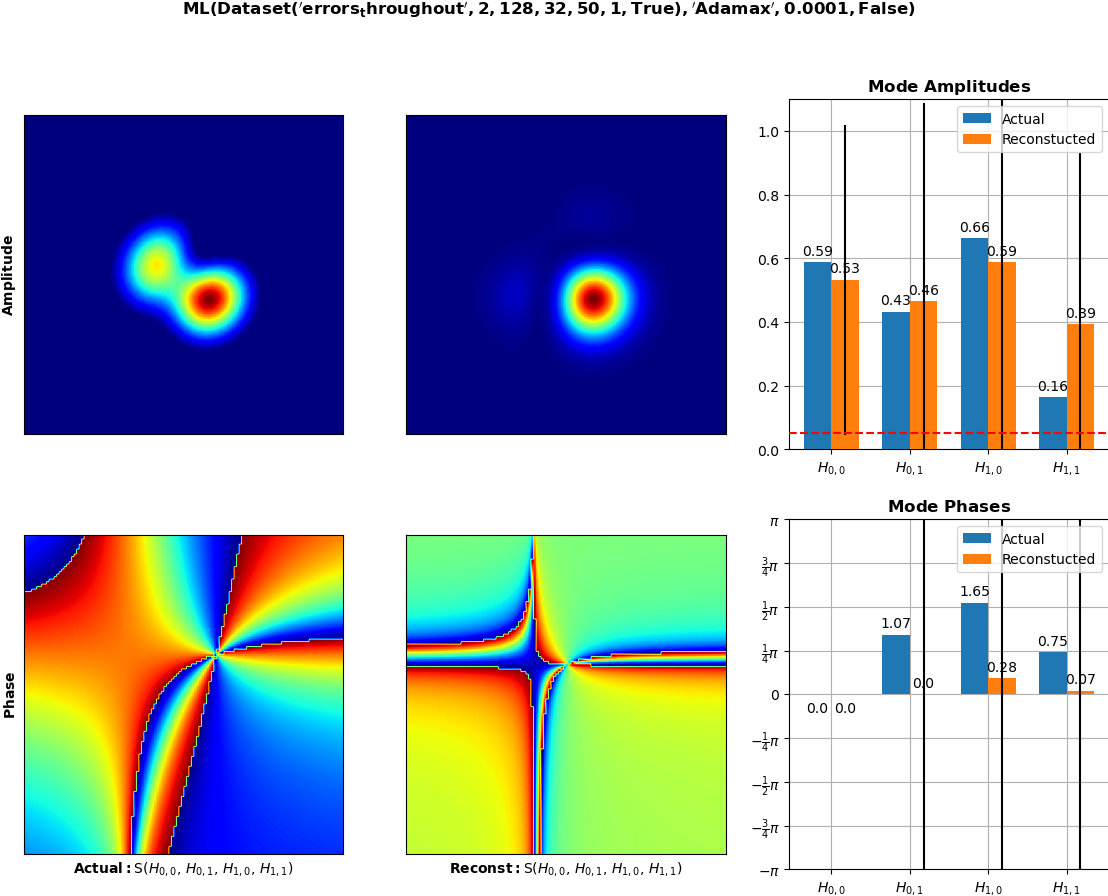 ML(Dataset('errors_throughout', 2, 128, 32, 50, 1, True), 'Adamax', 0.0001, False)
Amplitude
Mode Amplitudes
Actual
Reconstucted
1.0
0.8
0.6
0.4
0.2
0.0
0.59
0.53
0.43
0.46
0.66
0.59
0.16
0.39
H0,0
H0,1
H1,0
H1,1
Phase
Actual: S(H0,0, H0,1, H1,0, H1,1)
Reconst: S(H0,0, H0,1, H1,0, H1,1)
Mode Phases
Actual
Reconstucted
π
3/4π
1/2π
1/4π
0
−1/4π
−1/2π
−3/4π
−π
0.0
0.0
1.07
0.0
1.65
0.28
0.75
0.07
H0,0
H0,1
H1,0
H1,1